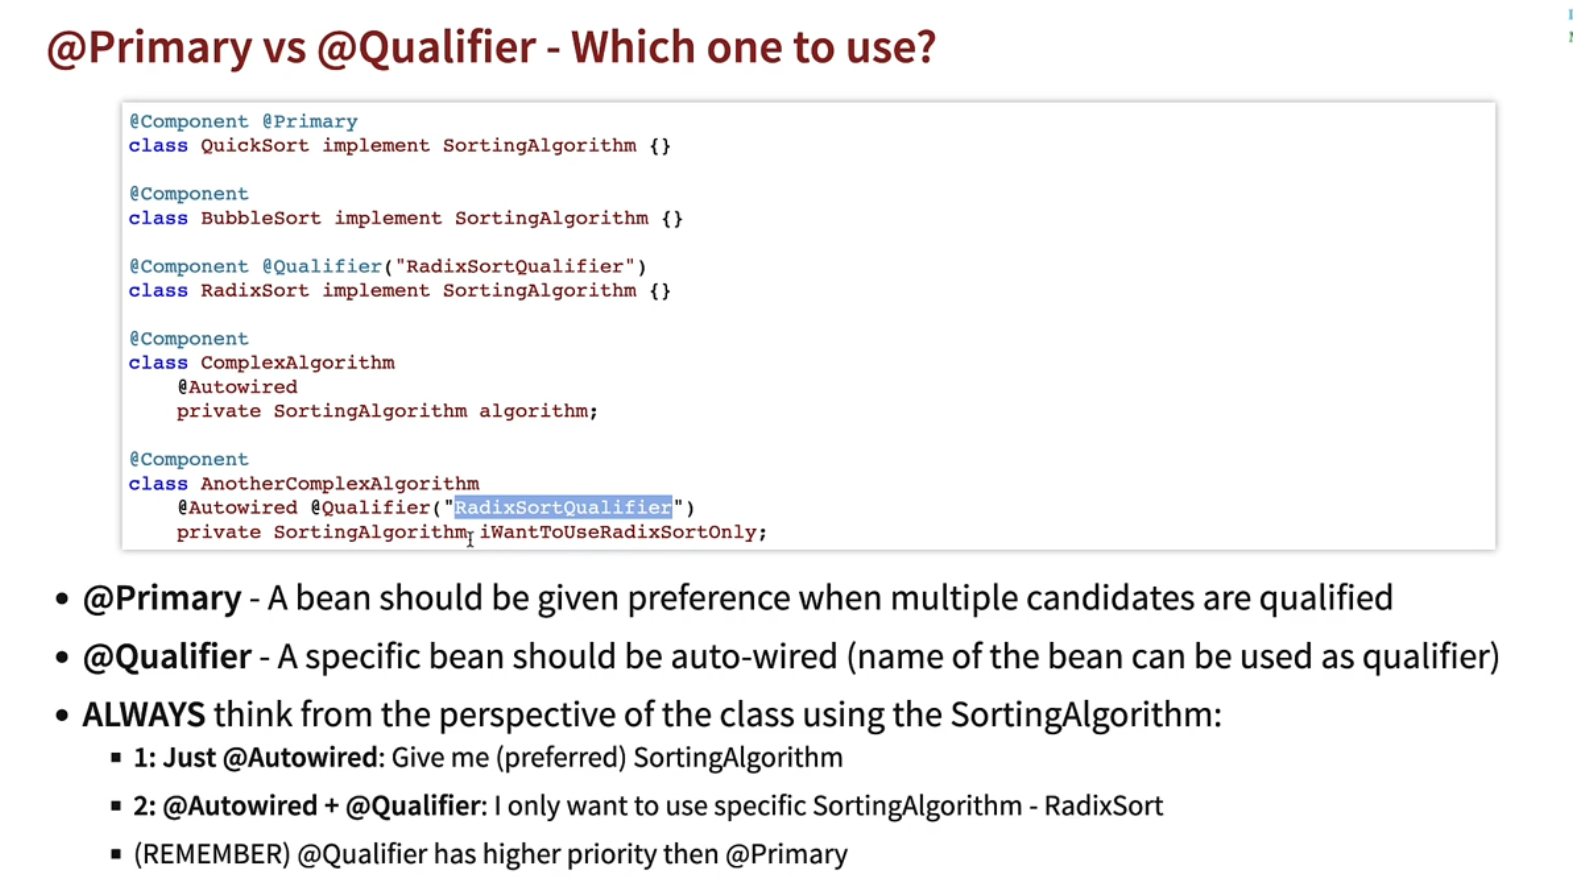 @Primary vs @Qualifier - Which one to use?
@Component @Primary
class QuickSort implement SortingAlgorithm {}
@Component
class BubbleSort implement SortingAlgorithm {}
@Component @Qualifier("RadixSortQualifier")
class RadixSort implement SortingAlgorithm {}
@Component
class ComplexAlgorithm
@Autowired
private SortingAlgorithm algorithm;
@Component
class AnotherComplexAlgorithm
@Autowired @Qualifier("RadixSortQualifier")
private SortingAlgorithm iWantToUseRadixSortOnly;
• @Primary - A bean should be given preference when multiple candidates are qualified
• @Qualifier - A specific bean should be auto-wired (name of the bean can be used as qualifier)
• ALWAYS think from the perspective of the class using the SortingAlgorithm:
▪ 1: Just @Autowired: Give me (preferred) SortingAlgorithm
▪ 2: @Autowired + @Qualifier: I only want to use specific SortingAlgorithm - RadixSort
▪ (REMEMBER) @Qualifier has higher priority then @Primary